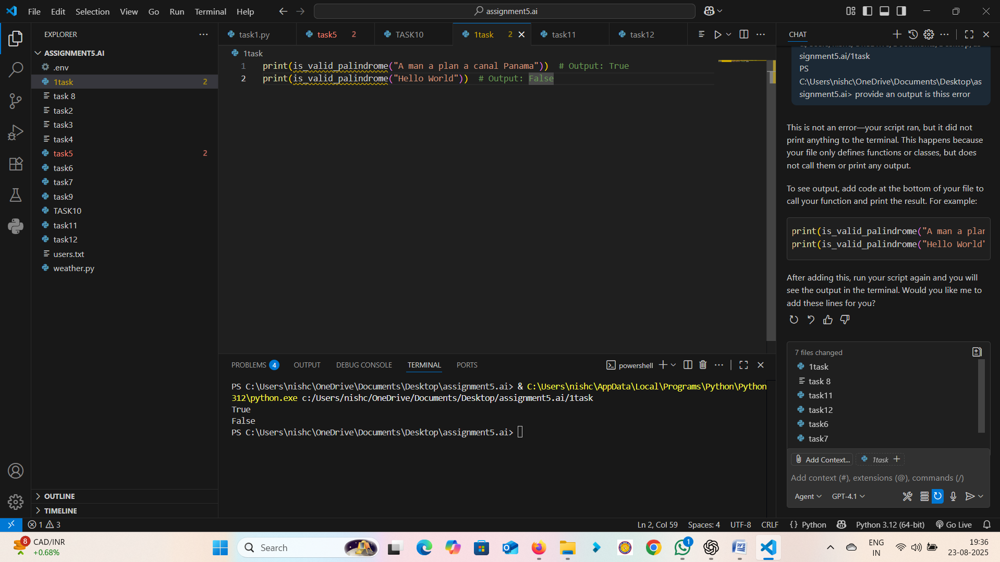 File Edit Selection View Go Run Terminal Help
assignment5.ai
EXPLORER
ASSIGNMENT5.AI
.env
1task 2
task 8
task2
task3
task4
task5 2
task6
task7
task9
TASK10
task11
task12
users.txt
weather.py
OUTLINE
TIMELINE
task1.py task5 2 TASK10 1task 2 task11 task12
1task
1 print(is_valid_palindrome("A man a plan a canal Panama")) # Output: True
2 print(is_valid_palindrome("Hello World")) # Output: False
PROBLEMS 4 OUTPUT DEBUG CONSOLE TERMINAL PORTS
powershell
PS C:\Users\nishc\OneDrive\Documents\Desktop\assignment5.ai> & C:\Users\nishc\AppData\Local\Programs\Python\Python
312\python.exe c:/Users/nishc/OneDrive/Documents/Desktop/assignment5.ai/1task
True
False
PS C:\Users\nishc\OneDrive\Documents\Desktop\assignment5.ai>
CHAT
signment5.ai/1task
PS
C:\Users\nishc\OneDrive\Documents\Desktop\as
signment5.ai> provide an output is thiss error
This is not an error—your script ran, but it did not
print anything to the terminal. This happens because
your file only defines functions or classes, but does
not call them or print any output.
To see output, add code at the bottom of your file to
call your function and print the result. For example:
print(is_valid_palindrome("A man a plan
print(is_valid_palindrome("Hello World"
After adding this, run your script again and you will
see the output in the terminal. Would you like me to
add these lines for you?
7 files changed
1task
task 8
task11
task12
task6
task7
Add Context... 1task
Add context (#), extensions (@), commands (/)
Agent GPT-4.1
1 3
Ln 2, Col 59 Spaces: 4 UTF-8 CRLF {} Python Python 3.12 (64-bit) Go Live
8 CAD/INR
+0.68%
Search
1
ENG
IN
19:36
23-08-2025